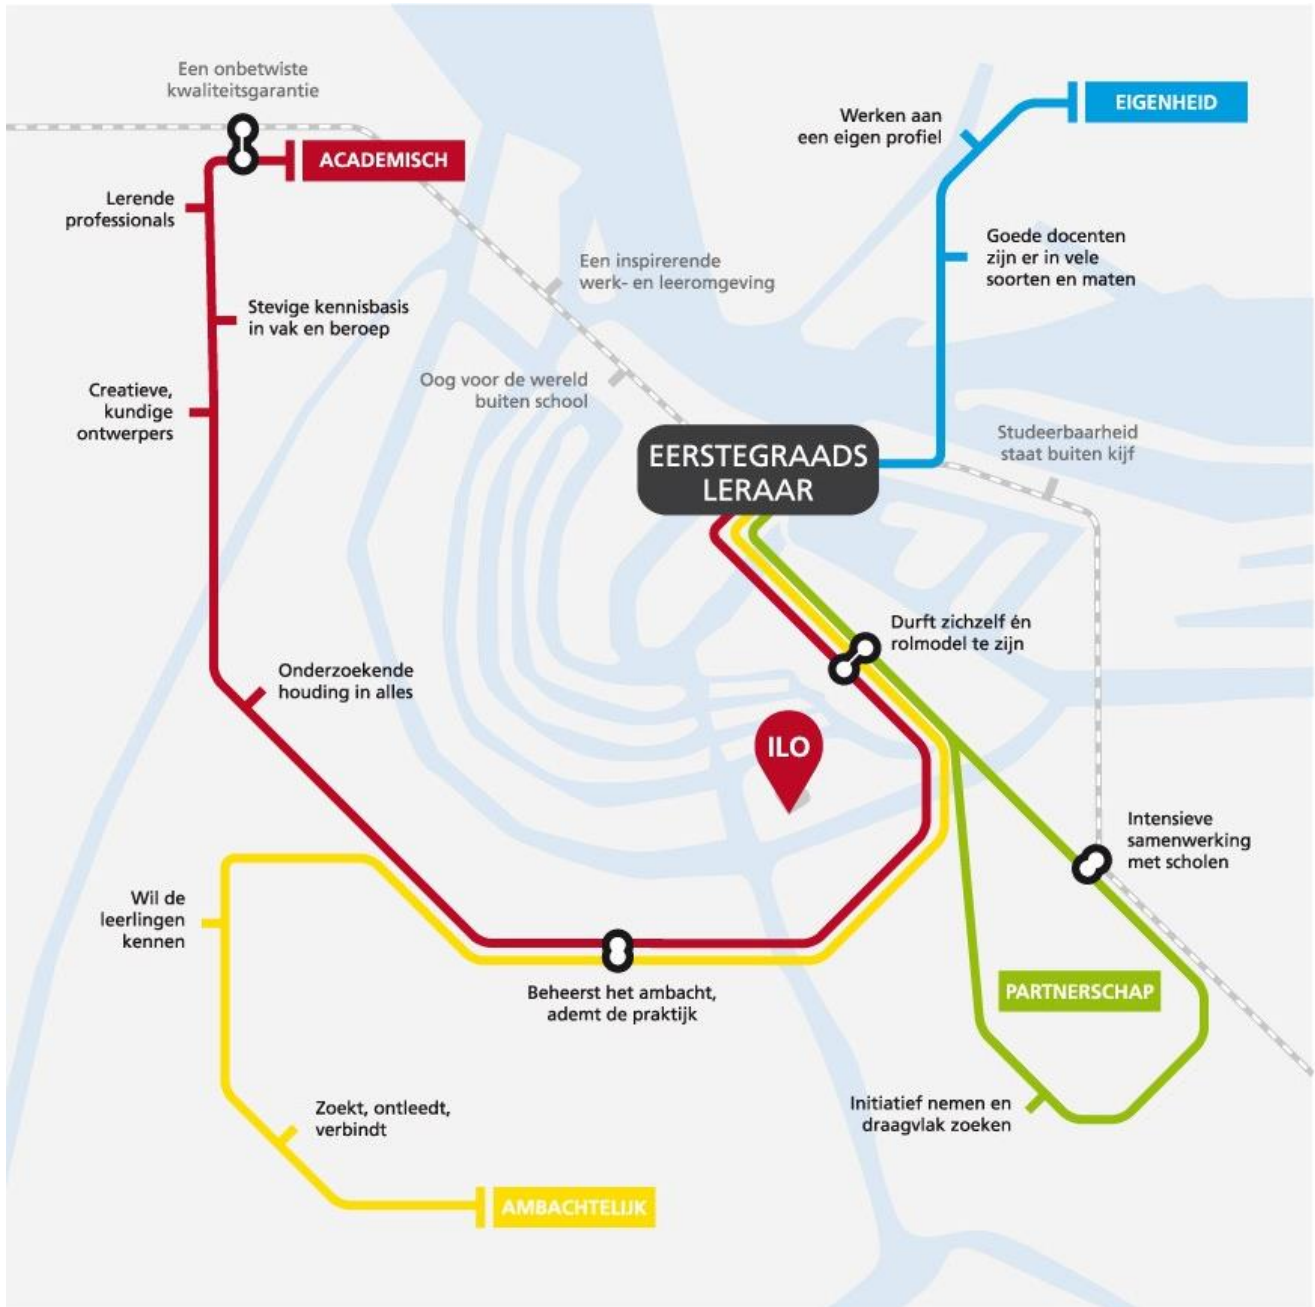 Een onbetwiste
kwaliteitsgarantie
ACADEMISCH
Lerende
professionals
Stevige kennisbasis
in vak en beroep
Creatieve,
kundige
ontwerpers
Onderzoekende
houding in alles
Een inspirerende
werk- en leeromgeving
Oog voor de wereld
buiten school
Werken aan
een eigen profiel
EIGENHEID
Goede docenten
zijn er in vele
soorten en maten
EERSTEGRAADS
LERAAR
Studeerbaarheid
staat buiten kijf
Durft zichzelf én
rolmodel te zijn
ILO
Intensieve
samenwerking
met scholen
PARTNERSCHAP
Initiatief nemen en
draagvlak zoeken
Wil de
leerlingen
kennen
Beheerst het ambacht,
ademt de praktijk
Zoekt, ontleedt,
verbindt
AMBACHTELIJK